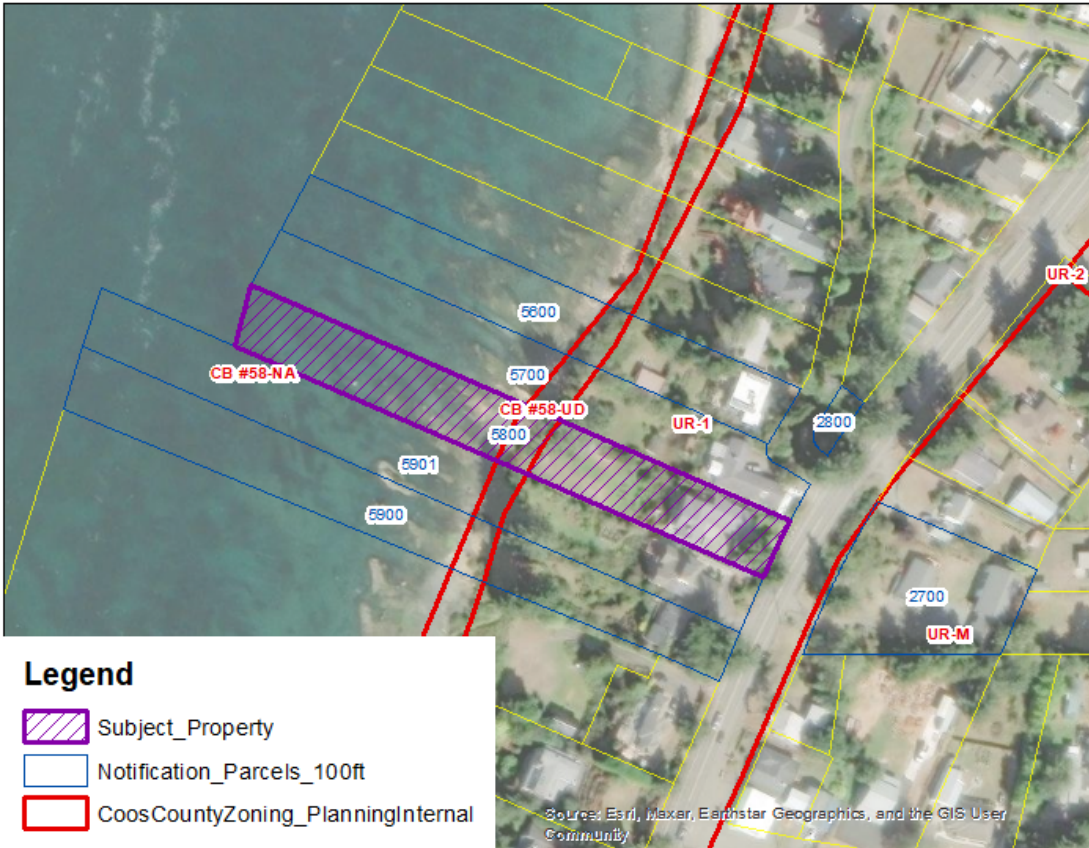 UR-2
5600
5700
CB #58-NA
CB #58-UD
UR-1
2800
5800
5901
5900
2700
UR-M
Legend
Subject_Property
Notification_Parcels_100ft
CoosCountyZoning_PlanningInternal
Source: Esri, Maxar, Earthstar Geographics, and the GIS User
Community